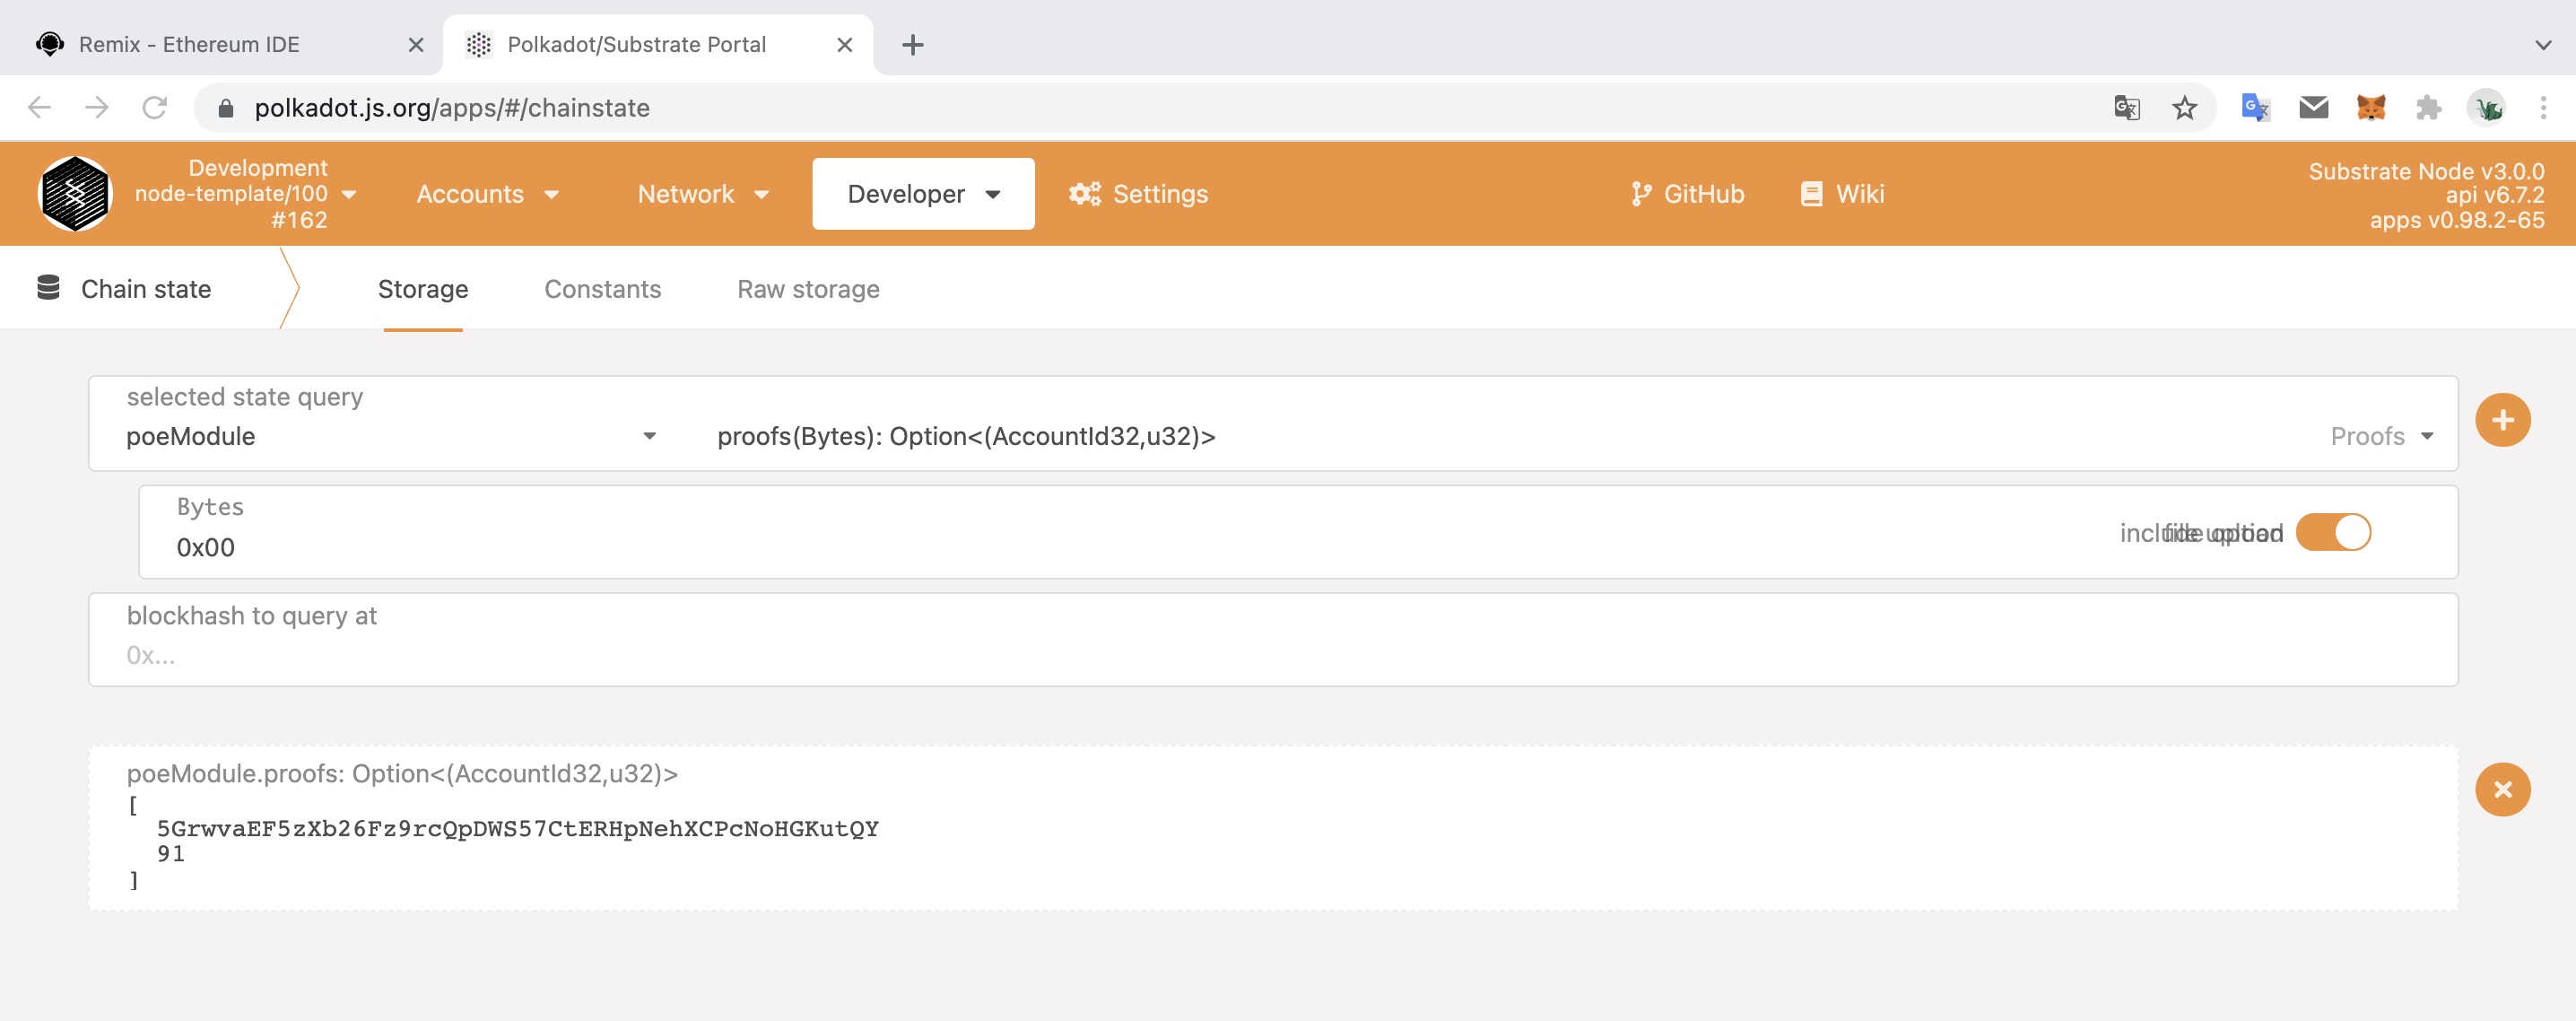 Remix - Ethereum IDE
Polkadot/Substrate Portal
polkadot.js.org/apps/#/chainstate
Development
node-template/100
#162
Accounts
Network
Developer
Settings
GitHub
Wiki
Substrate Node v3.0.0
api v6.7.2
apps v0.98.2-65
Chain state
Storage
Constants
Raw storage
selected state query
poeModule
proofs(Bytes): Option<(AccountId32,u32)>
Proofs
Bytes
0x00
include option
file upload
blockhash to query at
0x...
poeModule.proofs: Option<(AccountId32,u32)>
[
5GrwvaEF5zXb26Fz9rcQpDWS57CtERHpNehXCPcNoHGKutQY
91
]